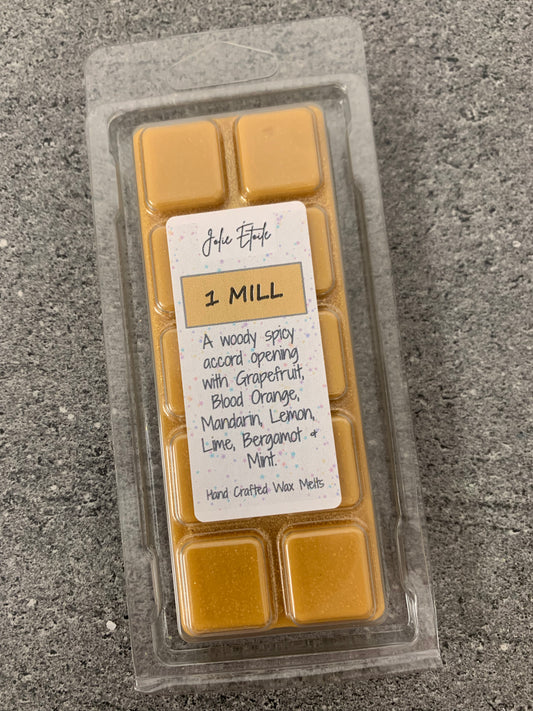 Jolie Étoile
1 MILL
A woody spicy
accord opening
with Grapefruit,
Blood Orange,
Mandarin, Lemon,
Lime, Bergamot &
Mint.
Hand Crafted Wax Melts